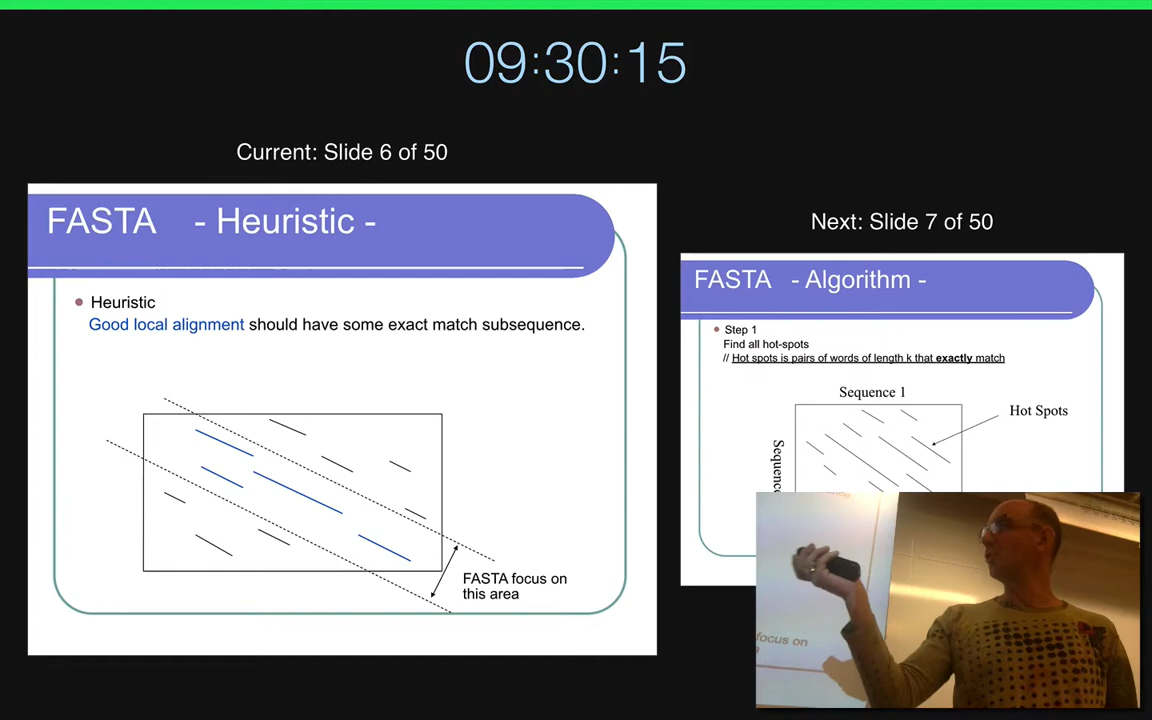 09:30:15
Current: Slide 6 of 50
FASTA - Heuristic -
Heuristic
Good local alignment should have some exact match subsequence.
FASTA focus on
this area
Next: Slide 7 of 50
FASTA - Algorithm -
Step 1
Find all hot-spots
// Hot spots is pairs of words of length k that exactly match
Sequence 1
Hot Spots
focus on